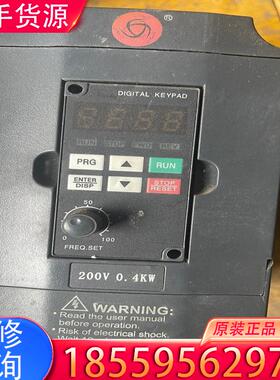 手货源
DIGITAL KEYPAD
RUN STOP FWD REV
PRG
RUN
ENTER
DISP
STOP
RESET
50
0 100
FREQ.SET
200V 0.4KW
WARNING:
Read the user manual
before operation.
Risk of electrical shock.
修
询
原装正品
18559562972